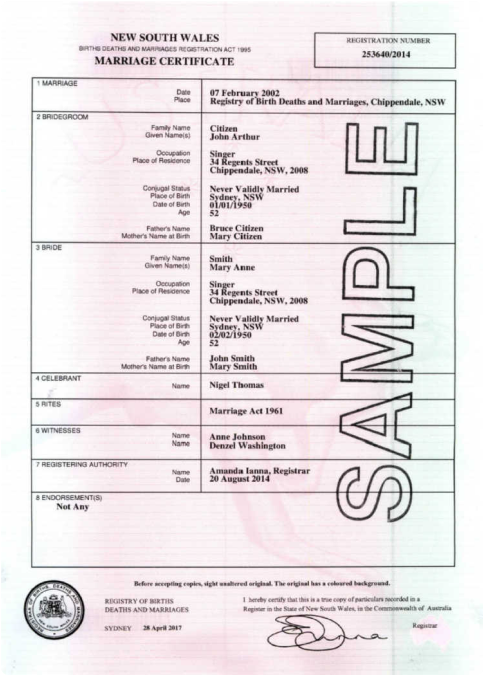 NEW SOUTH WALES
BIRTHS DEATHS AND MARRIAGES REGISTRATION ACT 1995
MARRIAGE CERTIFICATE
REGISTRATION NUMBER
253640/2014
1 MARRIAGE
Date 07 February 2002
Place Registry of Birth Deaths and Marriages, Chippendale, NSW
2 BRIDEGROOM
Family Name Citizen
Given Name(s) John Arthur
Occupation Singer
Place of Residence 34 Regents Street
Chippendale, NSW, 2008
Conjugal Status Never Validly Married
Place of Birth Sydney, NSW
Date of Birth 01/01/1950
Age 52
Father's Name Bruce Citizen
Mother's Name at Birth Mary Citizen
3 BRIDE
Family Name Smith
Given Name(s) Mary Anne
Occupation Singer
Place of Residence 34 Regents Street
Chippendale, NSW, 2008
Conjugal Status Never Validly Married
Place of Birth Sydney, NSW
Date of Birth 02/02/1950
Age 52
Father's Name John Smith
Mother's Name at Birth Mary Smith
4 CELEBRANT
Name Nigel Thomas
5 RITES
Marriage Act 1961
6 WITNESSES
Name Anne Johnson
Name Denzel Washington
7 REGISTERING AUTHORITY
Name Amanda Ianna, Registrar
Date 20 August 2014
8 ENDORSEMENT(S)
Not Any
SAMPLE
Before accepting copies, sight unaltered original. The original has a coloured background.
REGISTRY OF BIRTHS
DEATHS AND MARRIAGES
SYDNEY 28 April 2017
I hereby certify that this is a true copy of particulars recorded in a
Register in the State of New South Wales, in the Commonwealth of Australia
Registrar